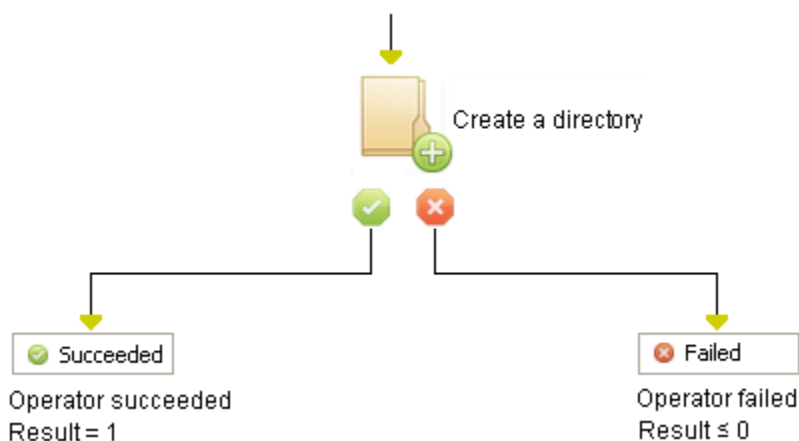 Create a directory
Succeeded
Operator succeeded
Result = 1
Failed
Operator failed
Result ≤ 0